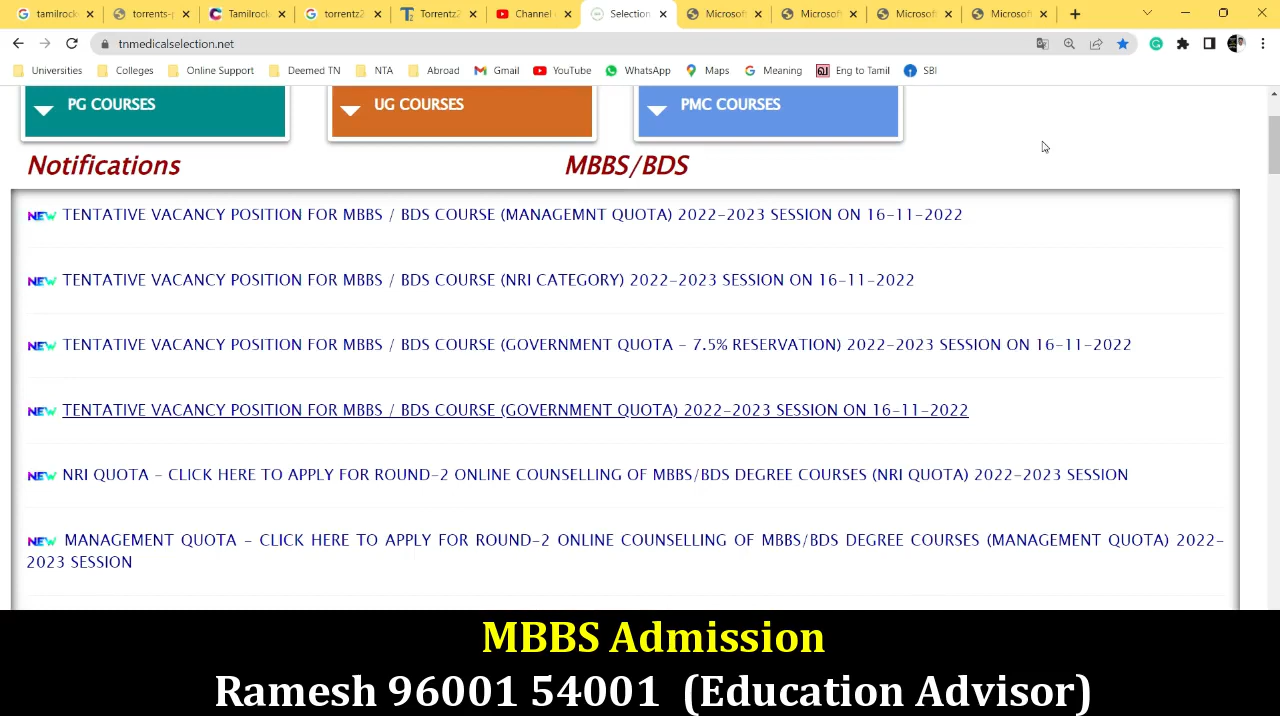 tamilrock
torrents-p
Tamilrock
torrentz2
Torrentz2
Channel
Selection
Microsoft
Microsoft
Microsoft
Microsoft
tnmedicalselection.net
Universities Colleges Online Support Deemed TN NTA Abroad Gmail YouTube WhatsApp Maps Meaning Eng to Tamil SBI
PG COURSES UG COURSES PMC COURSES
Notifications MBBS/BDS
NEW TENTATIVE VACANCY POSITION FOR MBBS / BDS COURSE (MANAGEMNT QUOTA) 2022-2023 SESSION ON 16-11-2022
NEW TENTATIVE VACANCY POSITION FOR MBBS / BDS COURSE (NRI CATEGORY) 2022-2023 SESSION ON 16-11-2022
NEW TENTATIVE VACANCY POSITION FOR MBBS / BDS COURSE (GOVERNMENT QUOTA - 7.5% RESERVATION) 2022-2023 SESSION ON 16-11-2022
NEW TENTATIVE VACANCY POSITION FOR MBBS / BDS COURSE (GOVERNMENT QUOTA) 2022-2023 SESSION ON 16-11-2022
NEW NRI QUOTA - CLICK HERE TO APPLY FOR ROUND-2 ONLINE COUNSELLING OF MBBS/BDS DEGREE COURSES (NRI QUOTA) 2022-2023 SESSION
NEW MANAGEMENT QUOTA - CLICK HERE TO APPLY FOR ROUND-2 ONLINE COUNSELLING OF MBBS/BDS DEGREE COURSES (MANAGEMENT QUOTA) 2022-
2023 SESSION
MBBS Admission
Ramesh 96001 54001 (Education Advisor)